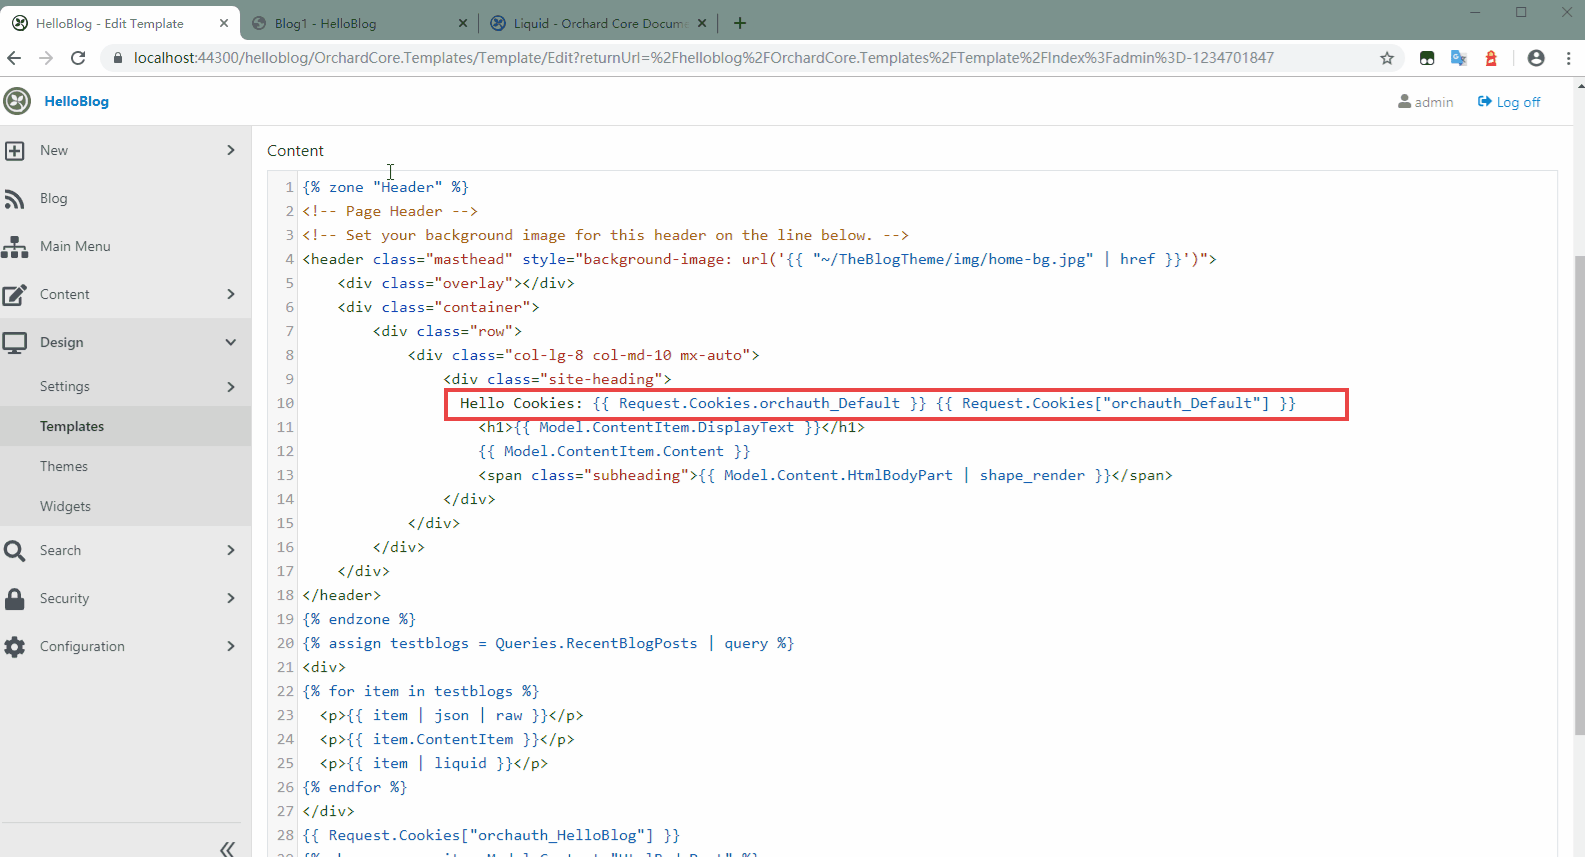 HelloBlog - Edit Template
Blog1 - HelloBlog
Liquid - Orchard Core Docum
localhost:44300/helloblog/OrchardCore.Templates/Template/Edit?returnUrl=%2Fhelloblog%2FOrchardCore.Templates%2FTemplate%2FIndex%3Fadmin%3D-1234701847
HelloBlog
admin
Log off
New
Blog
Main Menu
Content
Design
Settings
Templates
Themes
Widgets
Search
Security
Configuration
Content
1 {% zone "Header" %}
2 <!-- Page Header -->
3 <!-- Set your background image for this header on the line below. -->
4 <header class="masthead" style="background-image: url('{{ "~/TheBlogTheme/img/home-bg.jpg" | href }}')">
5 <div class="overlay"></div>
6 <div class="container">
7 <div class="row">
8 <div class="col-lg-8 col-md-10 mx-auto">
9 <div class="site-heading">
10 Hello Cookies: {{ Request.Cookies.orchauth_Default }} {{ Request.Cookies["orchauth_Default"] }}
11 <h1>{{ Model.ContentItem.DisplayText }}</h1>
12 {{ Model.ContentItem.Content }}
13 <span class="subheading">{{ Model.Content.HtmlBodyPart | shape_render }}</span>
14 </div>
15 </div>
16 </div>
17 </div>
18 </header>
19 {% endzone %}
20 {% assign testblogs = Queries.RecentBlogPosts | query %}
21 <div>
22 {% for item in testblogs %}
23 <p>{{ item | json | raw }}</p>
24 <p>{{ item.ContentItem }}</p>
25 <p>{{ item | liquid }}</p>
26 {% endfor %}
27 </div>
28 {{ Request.Cookies["orchauth_HelloBlog"] }}